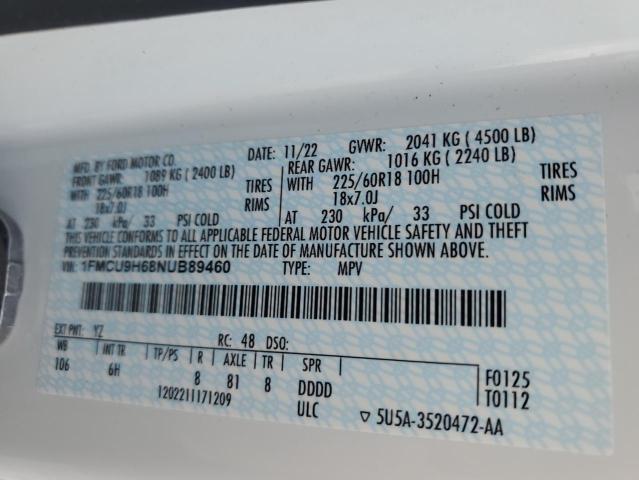 MFD. BY FORD MOTOR CO.
DATE: 11/22 GVWR: 2041 KG ( 4500 LB)
FRONT GAWR: 1089 KG ( 2400 LB) REAR GAWR: 1016 KG ( 2240 LB)
WITH 225/60R18 100H TIRES WITH 225/60R18 100H TIRES
18x7.0J RIMS 18x7.0J RIMS
AT 230 kPa/ 33 PSI COLD AT 230 kPa/ 33 PSI COLD
THIS VEHICLE CONFORMS TO ALL APPLICABLE FEDERAL MOTOR VEHICLE SAFETY AND THEFT
PREVENTION STANDARDS IN EFFECT ON THE DATE OF MANUFACTURE SHOWN ABOVE.
VIN: 1FMCU9H68NUB89460 TYPE: MPV
EXT PNT: YZ RC: 48 DSO:
WB INT TR TP/PS R AXLE TR SPR
106 6H 8 81 8 DDDD F0125
1202211171209 ULC T0112
▽ 5U5A-3520472-AA